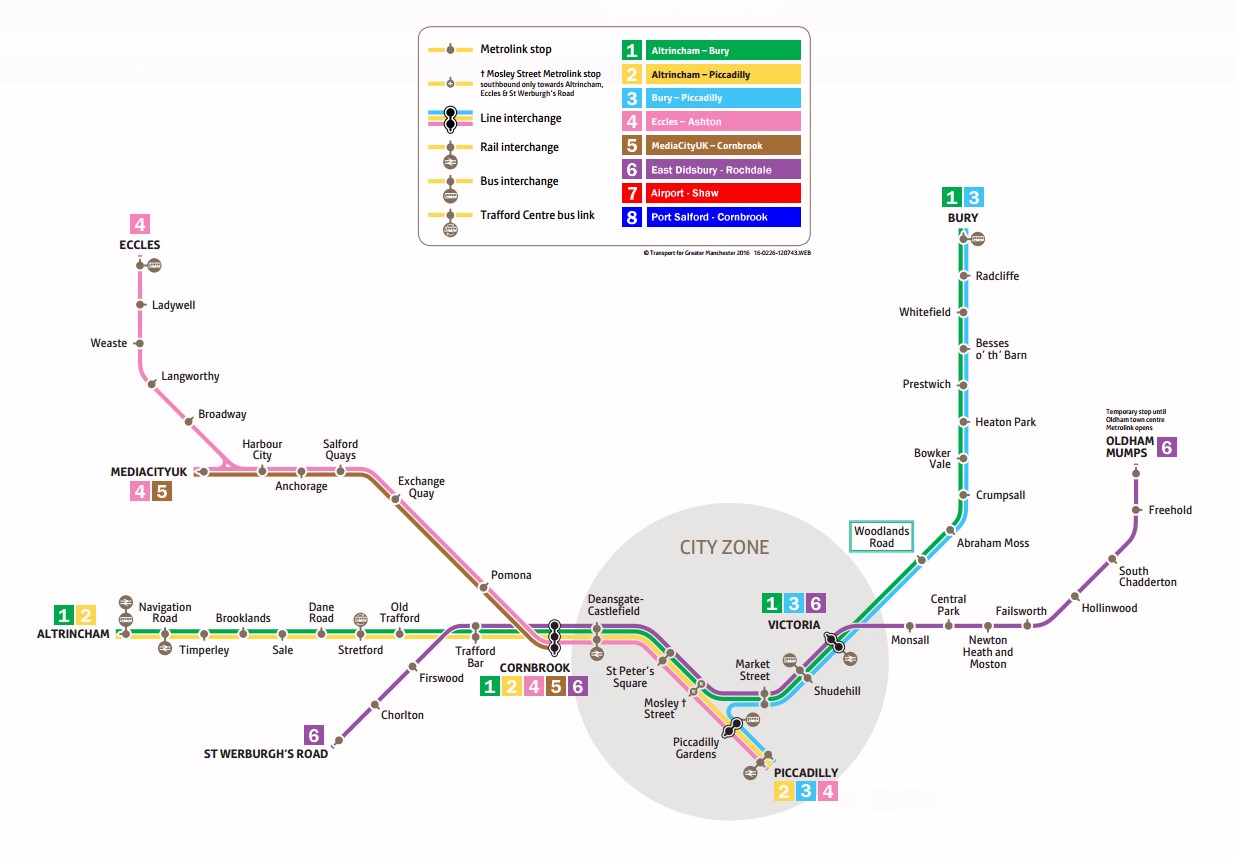 Metrolink stop
† Mosley Street Metrolink stop
southbound only towards Altrincham,
Eccles & St Werburgh's Road
Line interchange
Rail interchange
Bus interchange
Trafford Centre bus link
1 Altrincham – Bury
2 Altrincham – Piccadilly
3 Bury – Piccadilly
4 Eccles – Ashton
5 MediaCityUK – Cornbrook
6 East Didsbury - Rochdale
7 Airport - Shaw
8 Port Salford - Cornbrook
© Transport for Greater Manchester 2016 16-0226-120743.WEB
1 3
BURY
Radcliffe
Whitefield
Besses
o' th' Barn
Prestwich
Heaton Park
Bowker
Vale
Crumpsall
Abraham Moss
Woodlands
Road
4
ECCLES
Ladywell
Weaste
Langworthy
Broadway
MEDIACITYUK
4 5
Harbour
City
Anchorage
Salford
Quays
Exchange
Quay
Pomona
Temporary stop until
Oldham town centre
Metrolink opens
OLDHAM
MUMPS 6
Freehold
South
Chadderton
Hollinwood
Failsworth
Newton
Heath and
Moston
Central
Park
Monsall
CITY ZONE
1 3 6
VICTORIA
Shudehill
Market
Street
Deansgate-
Castlefield
St Peter's
Square
Mosley †
Street
Piccadilly
Gardens
PICCADILLY
2 3 4
1 2
ALTRINCHAM
Navigation
Road
Timperley
Brooklands
Sale
Dane
Road
Stretford
Old
Trafford
Trafford
Bar
CORNBROOK
1 2 4 5 6
Firswood
Chorlton
6
ST WERBURGH'S ROAD